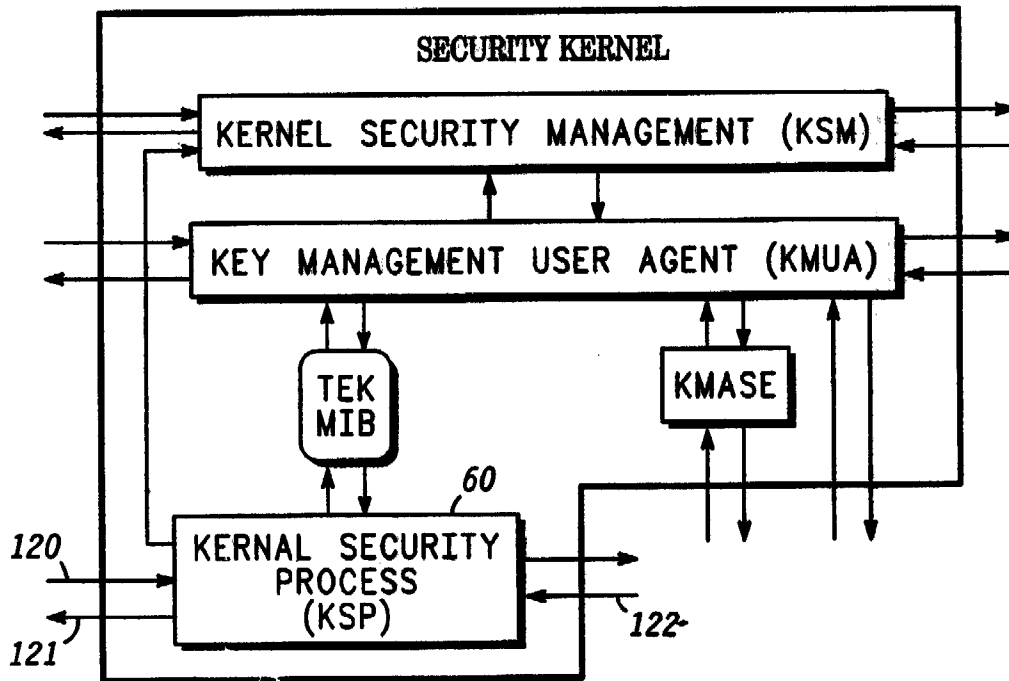 SECURITY KERNEL
KERNEL SECURITY MANAGEMENT (KSM)
KEY MANAGEMENT USER AGENT (KMUA)
TEK
MIB
KMASE
60
KERNAL SECURITY
PROCESS
(KSP)
120
121
122